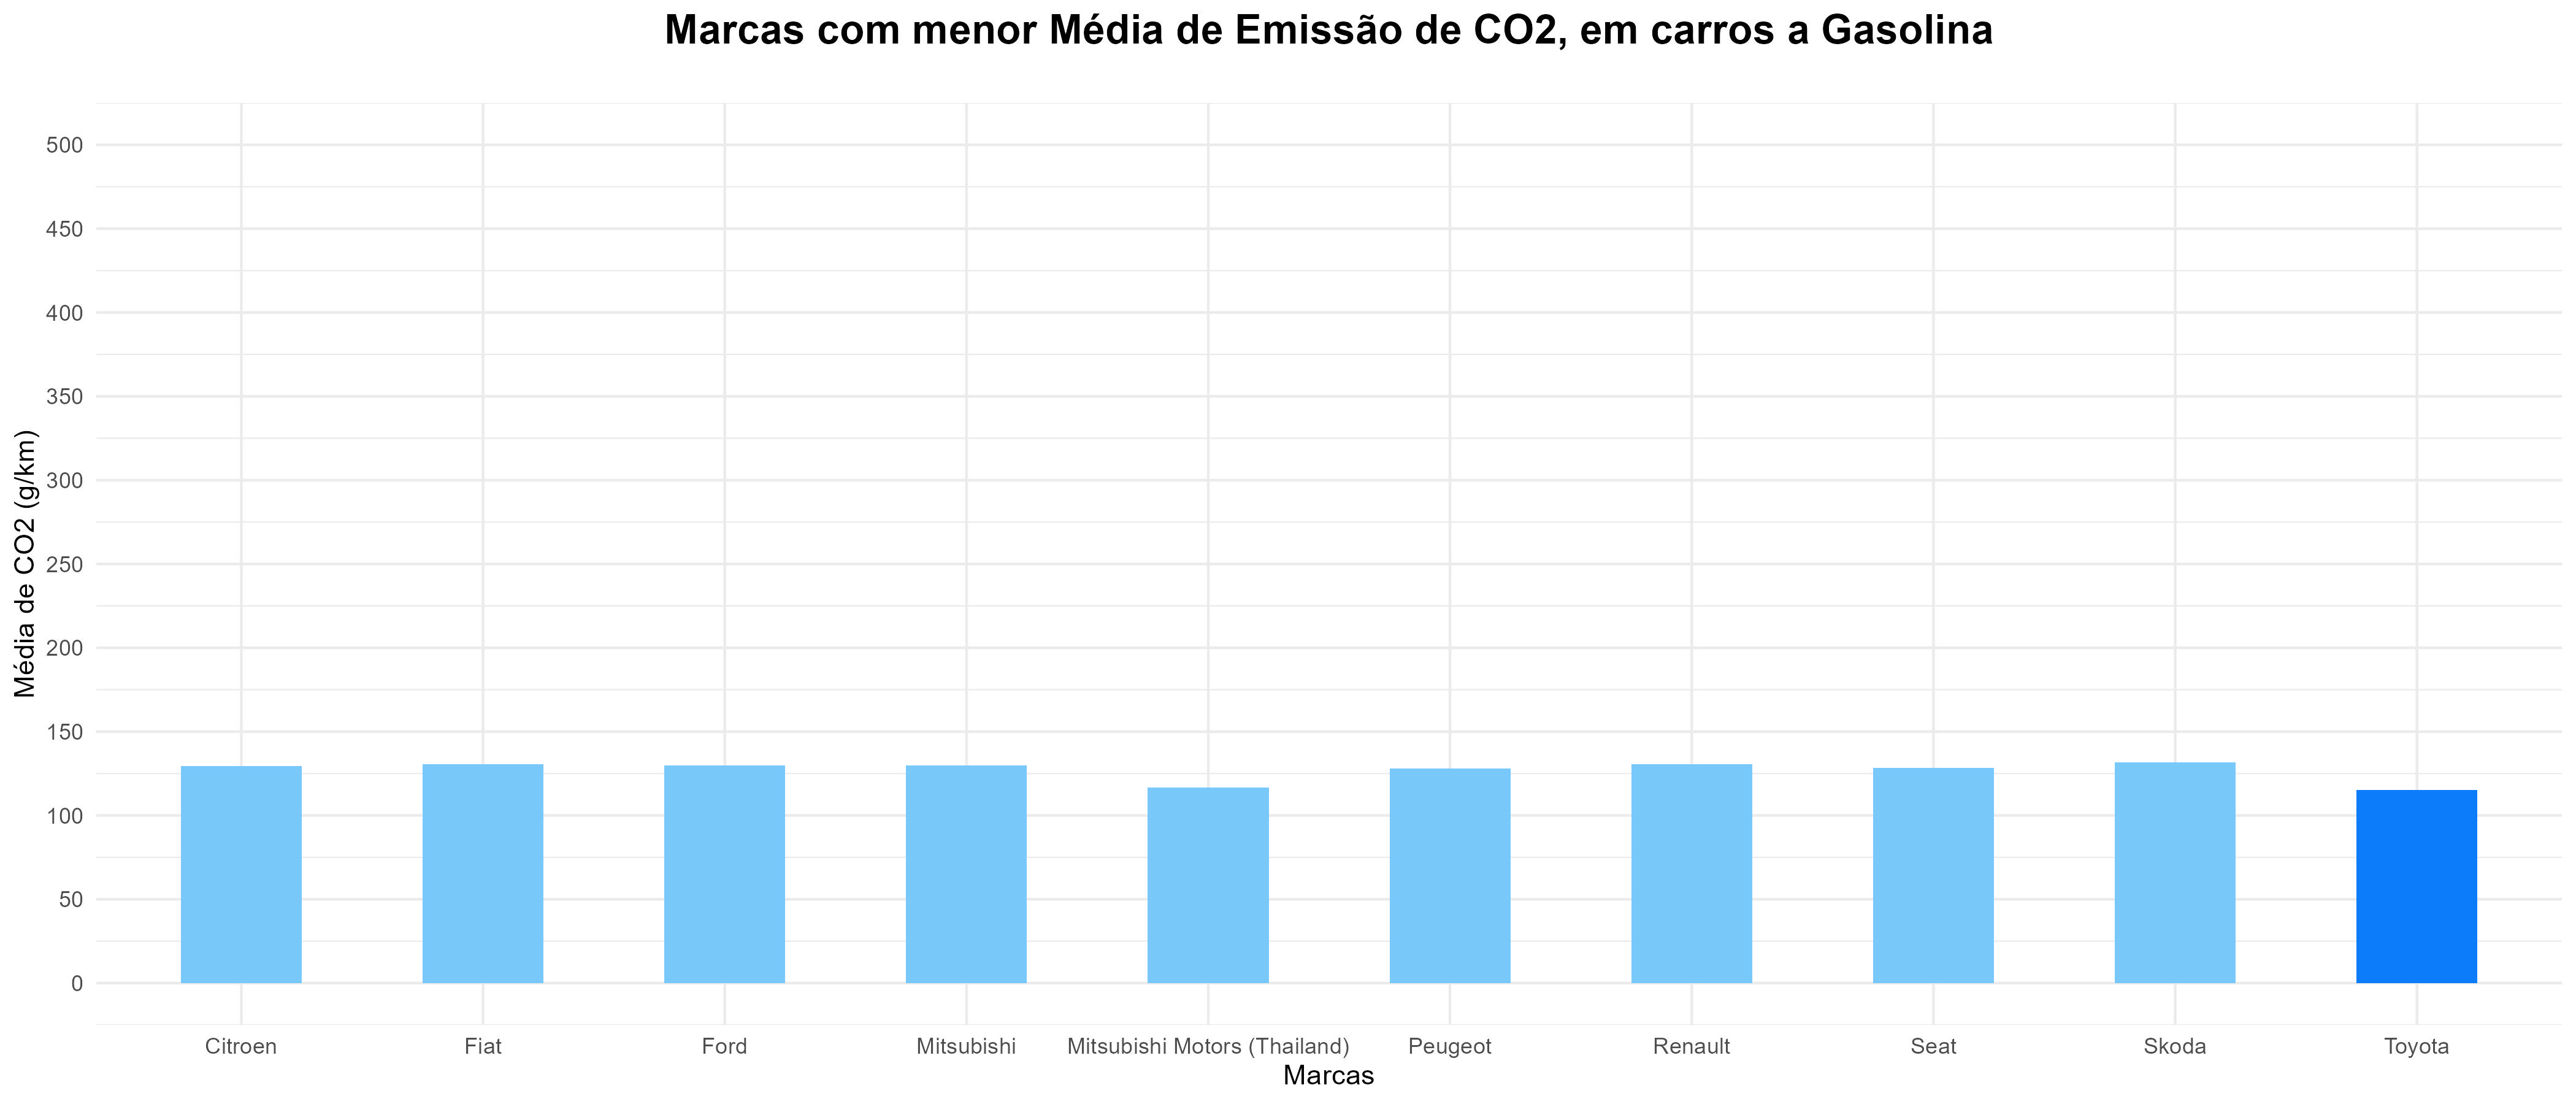 Marcas com menor Média de Emissão de CO2, em carros a Gasolina
Média de CO2 (g/km)
500
450
400
350
300
250
200
150
100
50
0
Citroen
Fiat
Ford
Mitsubishi
Mitsubishi Motors (Thailand)
Peugeot
Renault
Seat
Skoda
Toyota
Marcas